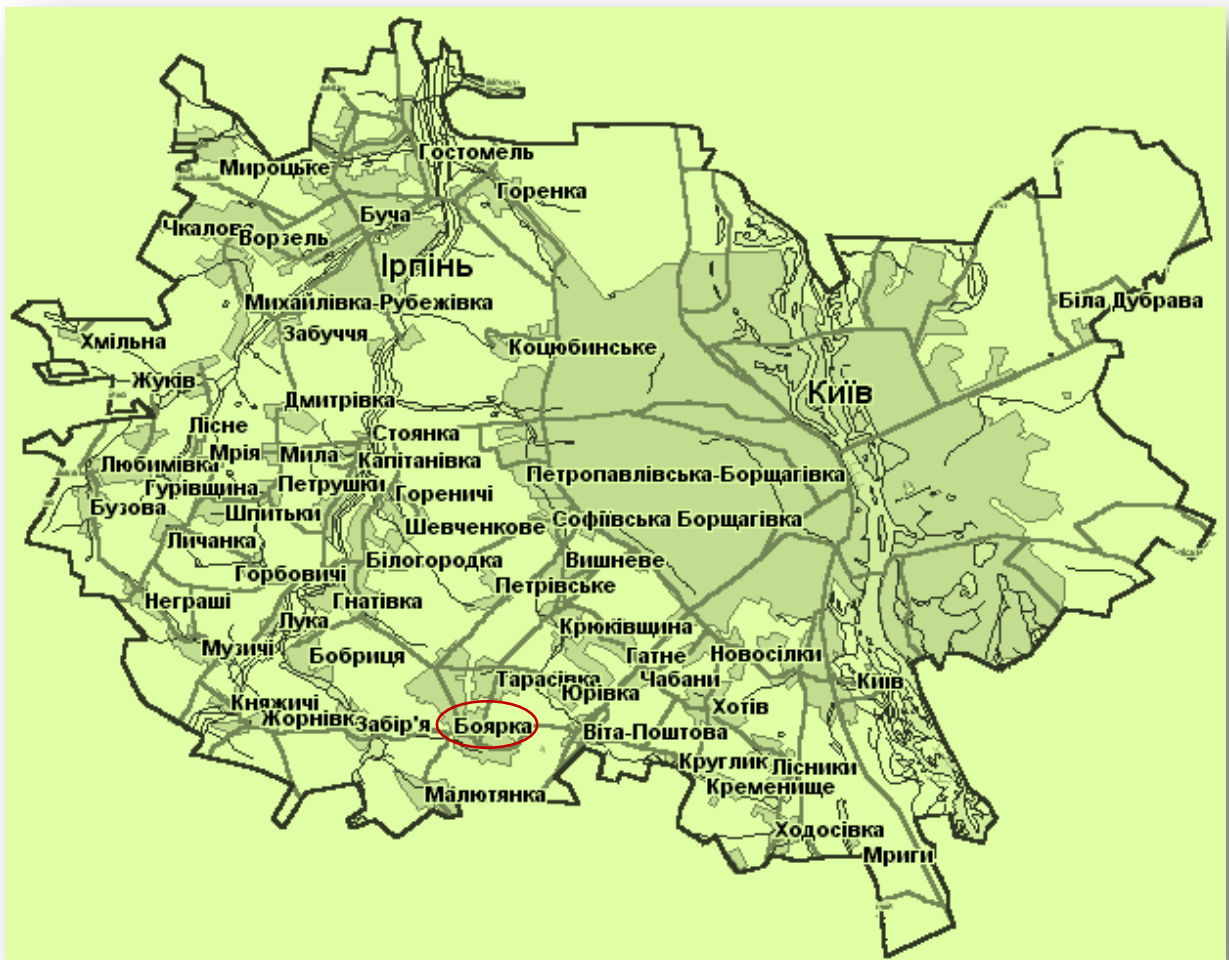 Гостомель
Мироцьке
Горенка
Буча
Чкалове
Ворзель
Ірпінь
Михайлівка-Рубежівка
Біла Дубрава
Забуччя
Хмільна
Коцюбинське
Жуків
Київ
Дмитрівка
Лісне
Стоянка
Мрія
Мила
Капітанівка
Любимівка
Петропавлівська-Борщагівка
Гурівщина
Петрушки
Гореничі
Бузова
Шпитьки
Шевченкове
Софіївська Борщагівка
Личанка
Білогородка
Вишневе
Горбовичі
Петрівське
Неграші
Гнатівка
Лука
Крюківщина
Музичі
Бобриця
Гатне
Новосілки
Тарасівка
Чабани
Київ
Юрівка
Княжичі
Хотів
Жорнівк
Забір'я
Боярка
Віта-Поштова
Круглик
Лісники
Малютянка
Кременище
Ходосівка
Мриги